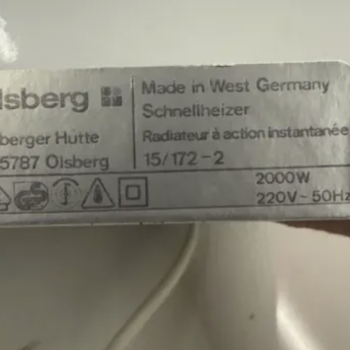 lsberg
Made in West Germany
Schnellheizer
berger Hütte
Radiateur à action instantanée
5787 Olsberg
15/172-2
2000W
220V~50Hz